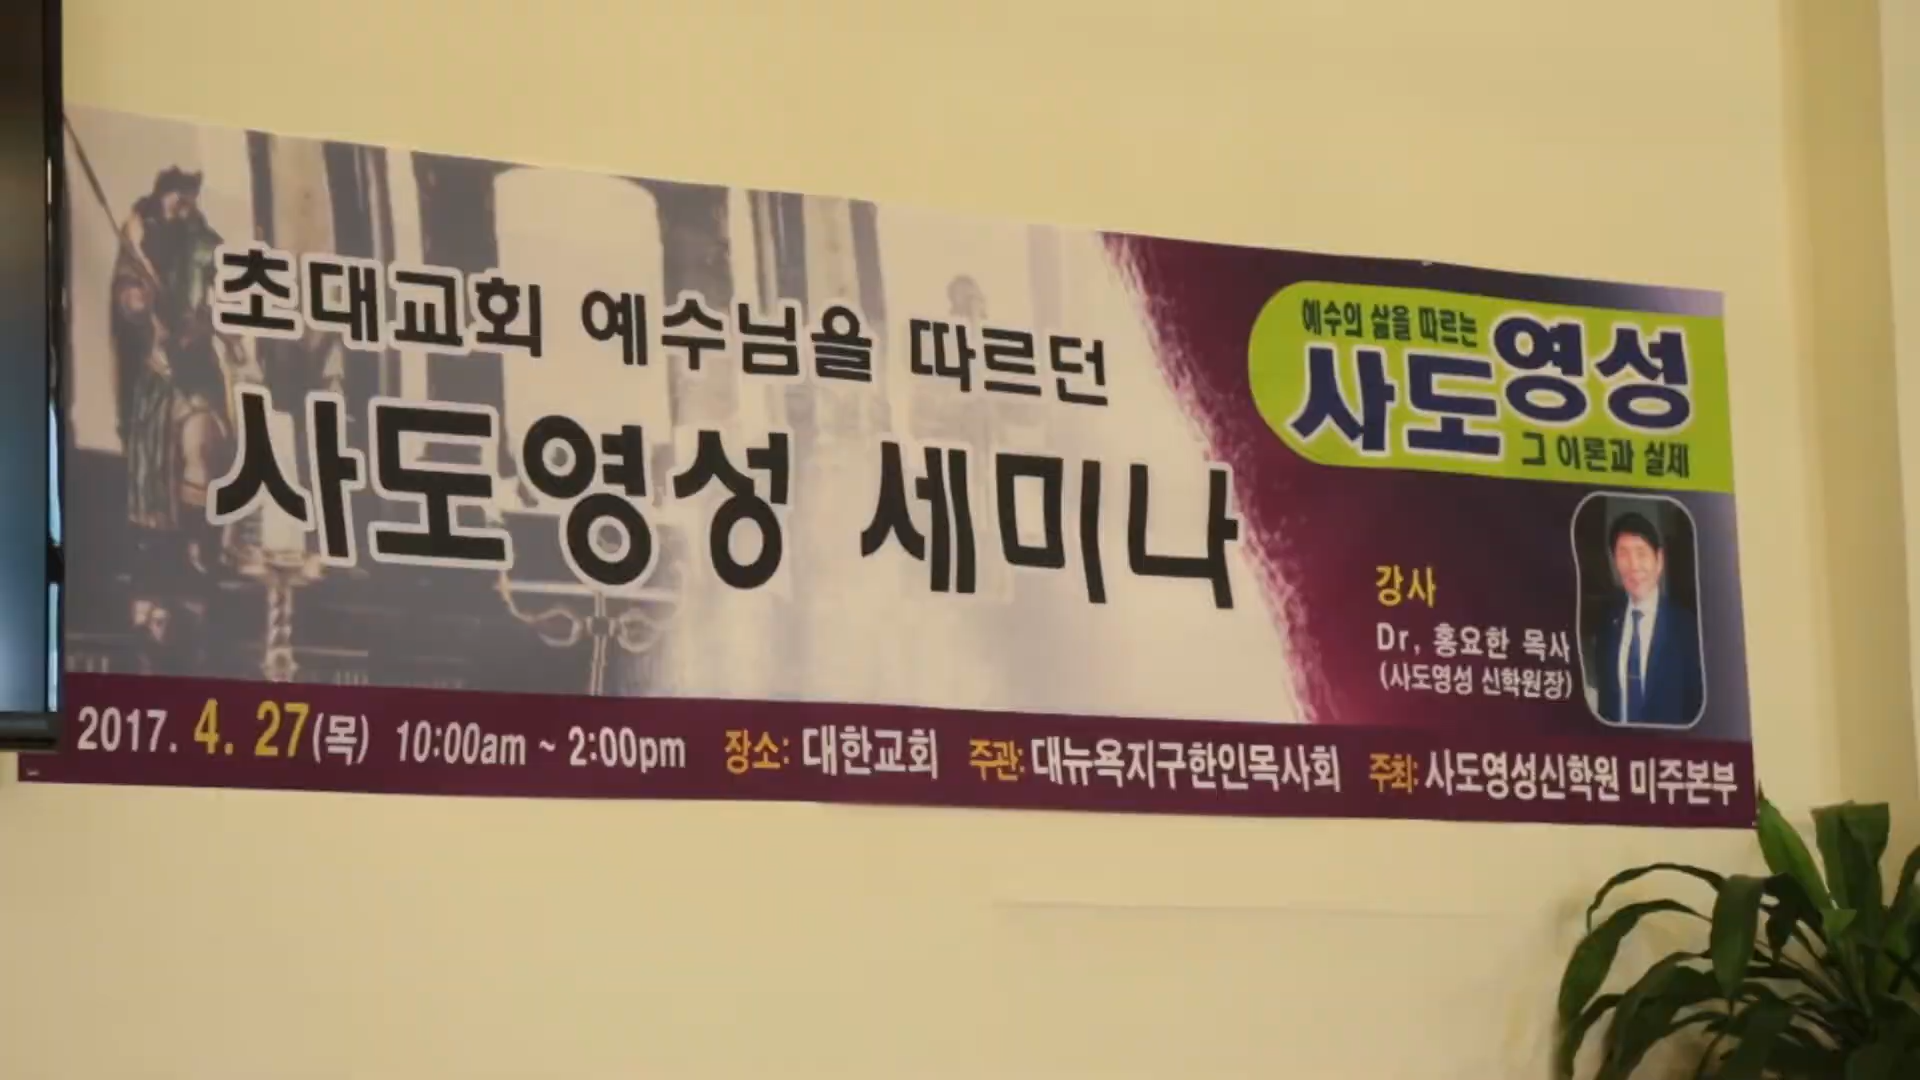 초대교회 예수님을 따르던
사도영성 세미나
예수의 삶을 따르는
사도영성
그 이론과 실제
강사
Dr, 홍요한 목사
(사도영성 신학원장)
2017. 4. 27(목) 10:00am ~ 2:00pm 장소: 대한교회 주관: 대뉴욕지구한인목사회 주최: 사도영성신학원 미주본부